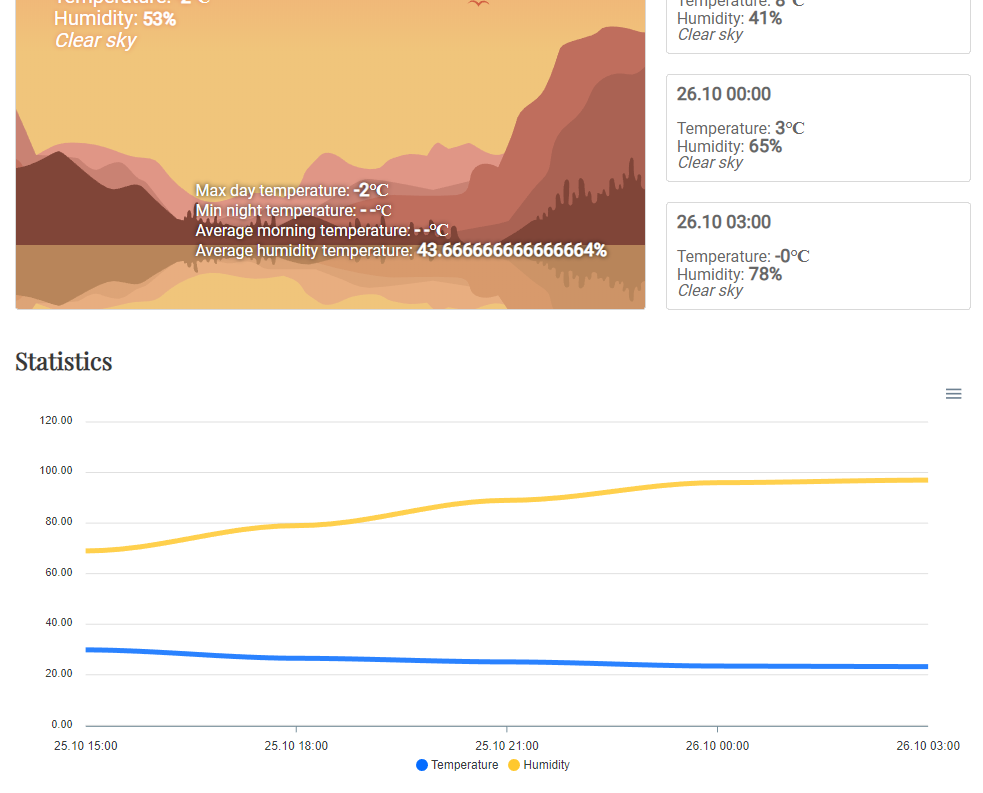 Temperature: -2°C
Humidity: 53%
Clear sky
Max day temperature: -2°C
Min night temperature: - -°C
Average morning temperature: - -°C
Average humidity temperature: 43.666666666666664%
Temperature: 8°C
Humidity: 41%
Clear sky
26.10 00:00
Temperature: 3°C
Humidity: 65%
Clear sky
26.10 03:00
Temperature: -0°C
Humidity: 78%
Clear sky
Statistics
120.00
100.00
80.00
60.00
40.00
20.00
0.00
25.10 15:00 25.10 18:00 25.10 21:00 26.10 00:00 26.10 03:00
Temperature Humidity